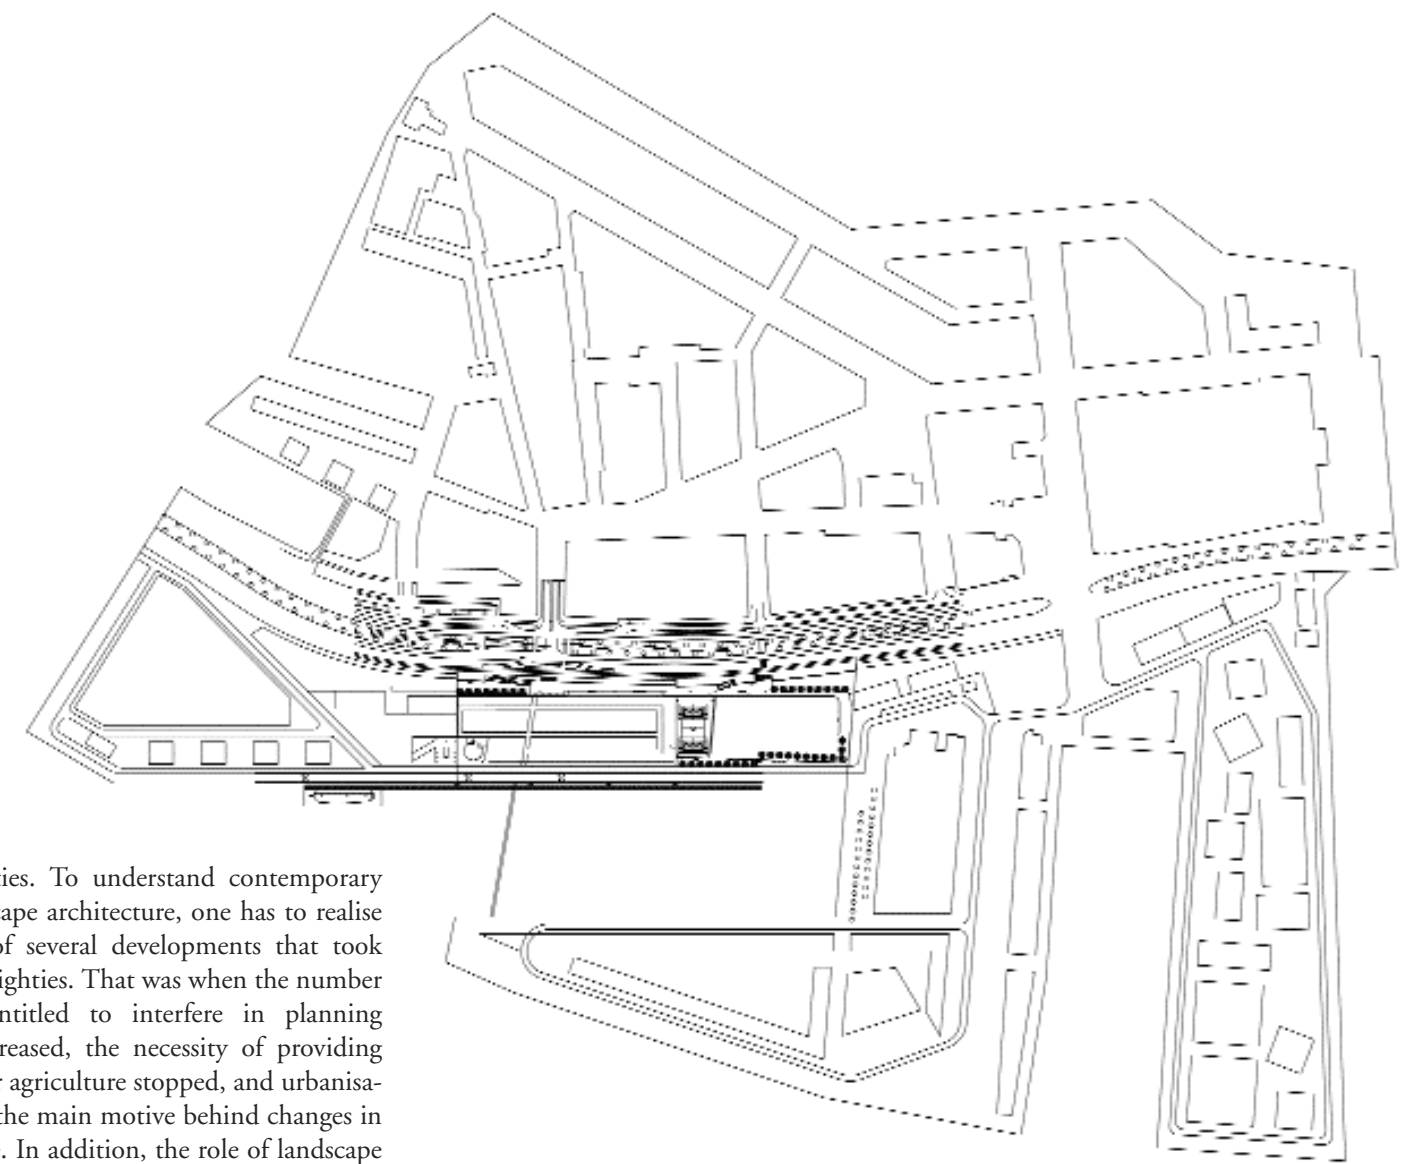 ties. To understand contemporary
cape architecture, one has to realise
of several developments that took
ighties. That was when the number
ntitled to interfere in planning
reased, the necessity of providing
r agriculture stopped, and urbanisa-
the main motive behind changes in
. In addition, the role of landscape